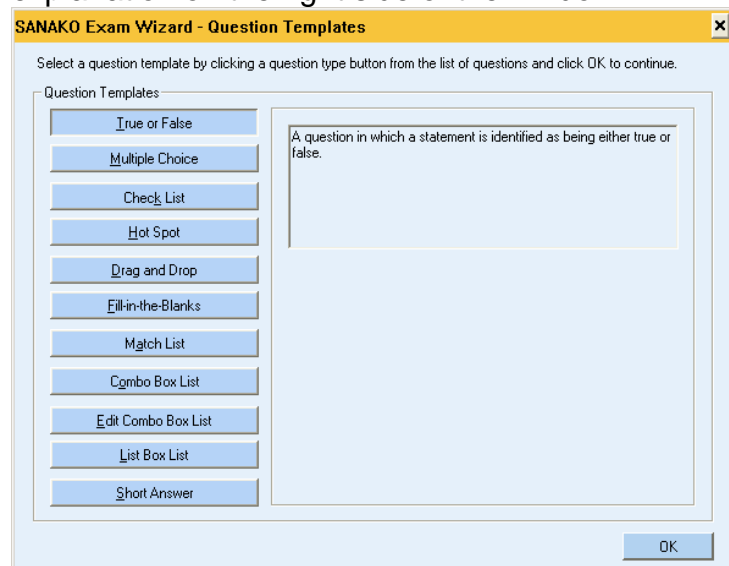 SANAKO Exam Wizard - Question Templates
Select a question template by clicking a question type button from the list of questions and click OK to continue.
Question Templates
True or False
A question in which a statement is identified as being either true or
false.
Multiple Choice
Check List
Hot Spot
Drag and Drop
Fill-in-the-Blanks
Match List
Combo Box List
Edit Combo Box List
List Box List
Short Answer
OK